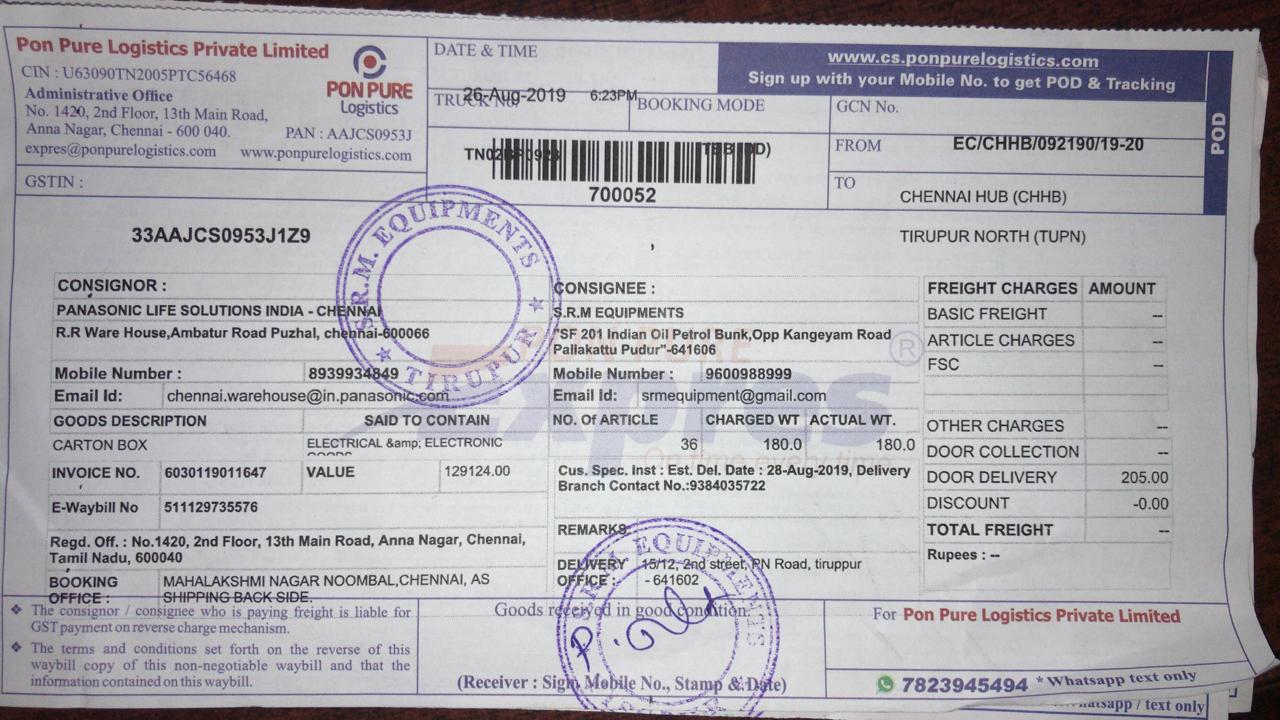 Pon Pure Logistics Private Limited
CIN : U63090TN2005PTC56468
Administrative Office
No. 1420, 2nd Floor, 13th Main Road,
Anna Nagar, Chennai - 600 040.
PAN : AAJCS0953J
expres@ponpurelogistics.com www.ponpurelogistics.com
PON PURE
Logistics
GSTIN :
33AAJCS0953J1Z9
DATE & TIME
26-Aug-2019 6:23PM
TRUCK No
BOOKING MODE
700052
www.cs.ponpurelogistics.com
Sign up with your Mobile No. to get POD & Tracking
GCN No.
EC/CHHB/092190/19-20
FROM
CHENNAI HUB (CHHB)
TO
TIRUPUR NORTH (TUPN)
POD
S.R.M. EQUIPMENTS
TIRUPUR
CONSIGNOR :
PANASONIC LIFE SOLUTIONS INDIA - CHENNAI
R.R Ware House,Ambatur Road Puzhal, chennai-600066
Mobile Number : 8939934849
Email Id: chennai.warehouse@in.panasonic.com
CONSIGNEE :
S.R.M EQUIPMENTS
"SF 201 Indian Oil Petrol Bunk,Opp Kangeyam Road
Pallakattu Pudur"-641606
Mobile Number : 9600988999
Email Id: srmequipment@gmail.com
PON PURE
Expres ®
On time every time
GOODS DESCRIPTION SAID TO CONTAIN
CARTON BOX ELECTRICAL &amp; ELECTRONIC
NO. Of ARTICLE CHARGED WT ACTUAL WT.
36 180.0 180.0
INVOICE NO. 6030119011647 VALUE 129124.00
E-Waybill No 511129735576
Cus. Spec. Inst : Est. Del. Date : 28-Aug-2019, Delivery
Branch Contact No.:9384035722
Regd. Off. : No.1420, 2nd Floor, 13th Main Road, Anna Nagar, Chennai,
Tamil Nadu, 600040
REMARKS:
BOOKING OFFICE : MAHALAKSHMI NAGAR NOOMBAL,CHENNAI, AS
SHIPPING BACK SIDE.
DELIVERY OFFICE : 15/12, 2nd street, PN Road, tiruppur
- 641602
FREIGHT CHARGES AMOUNT
BASIC FREIGHT --
ARTICLE CHARGES --
FSC --
OTHER CHARGES --
DOOR COLLECTION --
DOOR DELIVERY 205.00
DISCOUNT -0.00
TOTAL FREIGHT --
Rupees : --
❖ The consignor / consignee who is paying freight is liable for
GST payment on reverse charge mechanism.
❖ The terms and conditions set forth on the reverse of this
waybill copy of this non-negotiable waybill and that the
information contained on this waybill.
Goods received in good condition
S.R.M. EQUIPMENTS
(Receiver : Sign, Mobile No., Stamp & Date)
For Pon Pure Logistics Private Limited
7823945494 * Whatsapp text only
/ text only